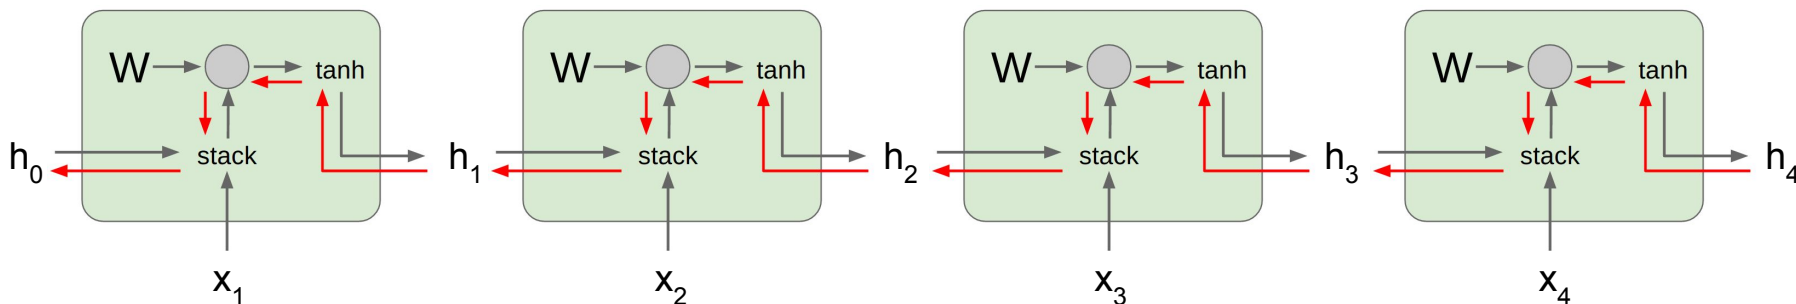 W tanh W tanh W tanh W tanh
h₀ stack h₁ stack h₂ stack h₃ stack h₄
x₁ x₂ x₃ x₄